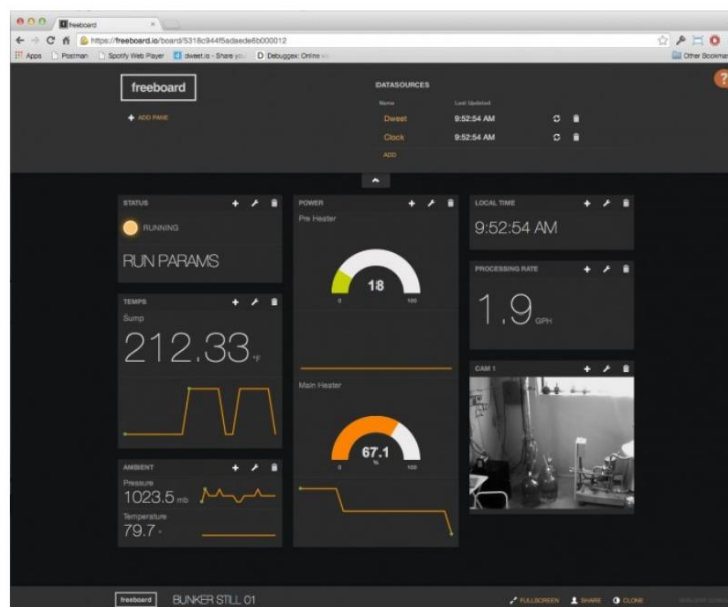 freeboard
https://freeboard.io/board/5318c944f5adaede6b000012
Apps Postman Spotify Web Player dweet.io - Share you Debuggex: Online Other Bookmar
freeboard
ADD PANE
DATASOURCES
Name Last Updated
Dweet 9:52:54 AM
Clock 9:52:54 AM
ADD
?
STATUS
RUNNING
RUN PARAMS
TEMPS
Sump
212.33 °F
AMBIENT
Pressure
1023.5 mb
Temperature
79.7 °
POWER
Pre Heater
18
0 100
Main Heater
67.1
%
0 100
LOCAL TIME
9:52:54 AM
PROCESSING RATE
1.9 GPH
CAM 1
freeboard BUNKER STILL 01 FULLSCREEN SHARE CLONE